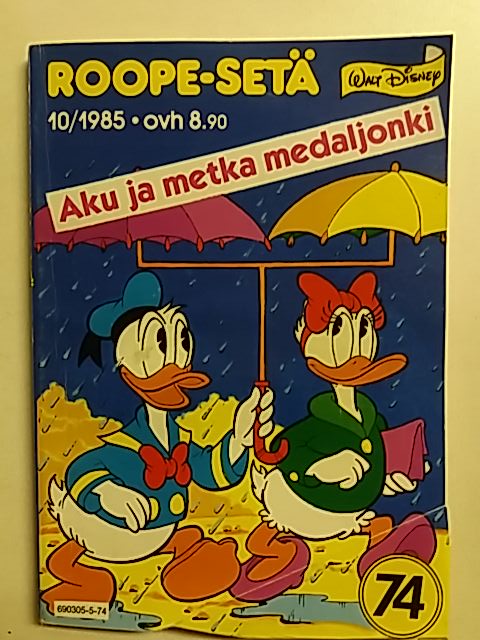 ROOPE-SETÄ
WALT DISNEY
10/1985 • ovh 8.90
Aku ja metka medaljonki
690305-5-74
74